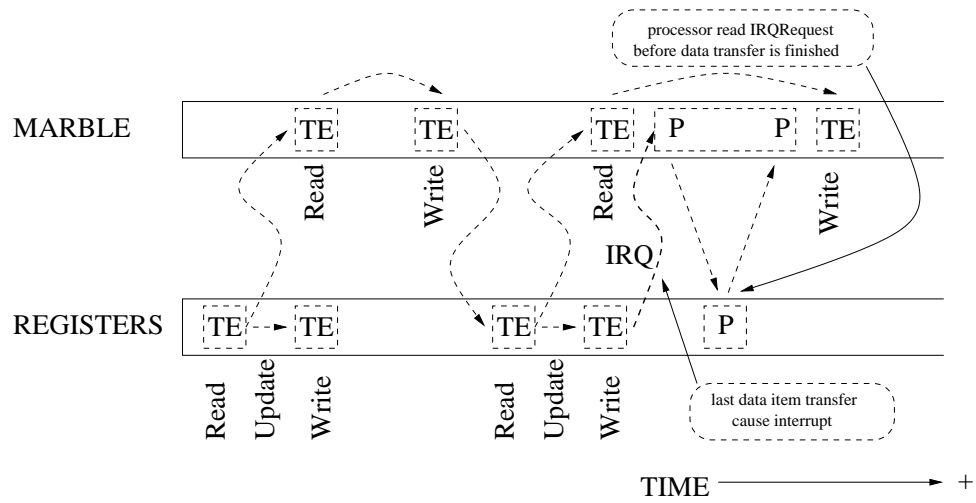 processor read IRQRequest
before data transfer is finished
MARBLE
TE
TE
TE
P
P
TE
Read
Write
Read
Write
IRQ
REGISTERS
TE
TE
TE
TE
P
Read
Update
Write
Read
Update
Write
last data item transfer
cause interrupt
TIME
+